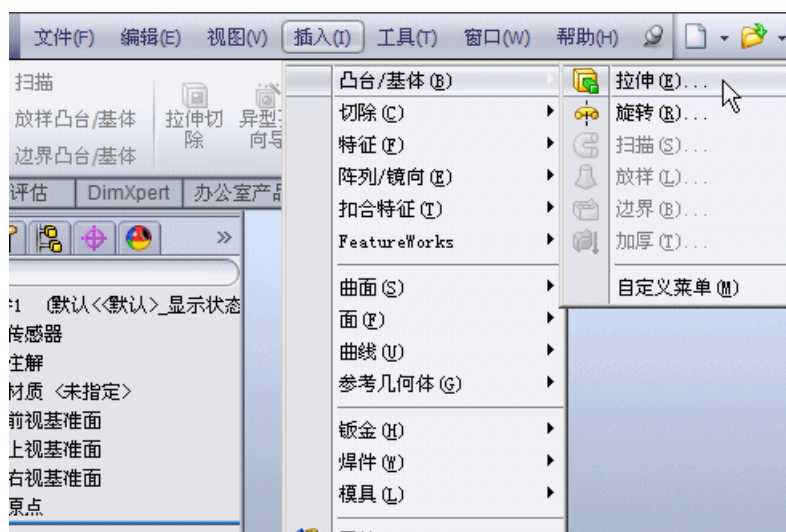 文件(F) 编辑(E) 视图(V) 插入(I) 工具(T) 窗口(W) 帮助(H)
扫描
放样凸台/基体
边界凸台/基体
拉伸切
除
异型
向导
评估 DimXpert 办公室产品
(默认<<默认>_显示状态
传感器
注解
材质 <未指定>
前视基准面
上视基准面
右视基准面
原点
凸台/基体(B)
切除(C)
特征(F)
阵列/镜向(E)
扣合特征(T)
FeatureWorks
曲面(S)
面(F)
曲线(U)
参考几何体(G)
钣金(H)
焊件(W)
模具(L)
拉伸(E)...
旋转(R)...
扫描(S)...
放样(L)...
边界(B)...
加厚(T)...
自定义菜单(M)